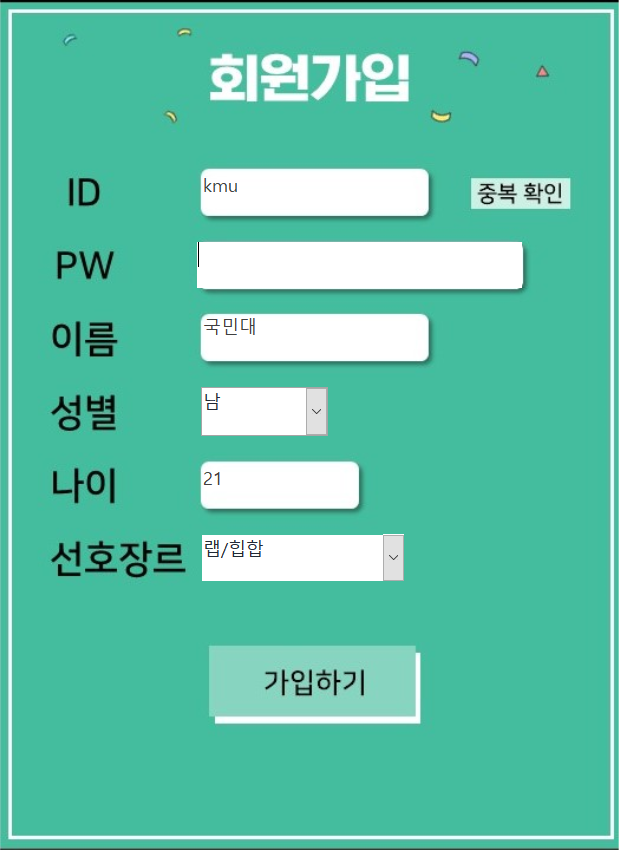 회원가입
ID kmu 중복 확인
PW
이름 국민대
성별 남
나이 21
선호장르 랩/힙합
가입하기